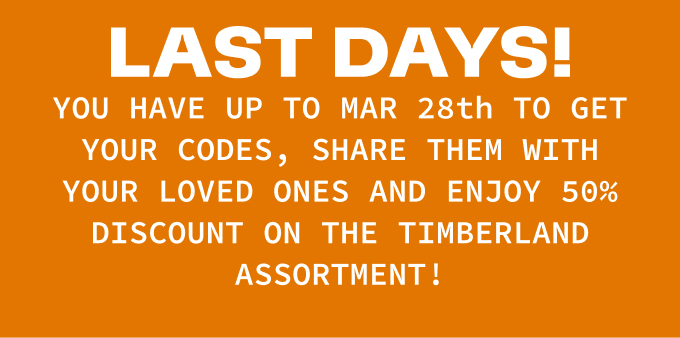 LAST DAYS!
YOU HAVE UP TO MAR 28th TO GET
YOUR CODES, SHARE THEM WITH
YOUR LOVED ONES AND ENJOY 50%
DISCOUNT ON THE TIMBERLAND
ASSORTMENT!